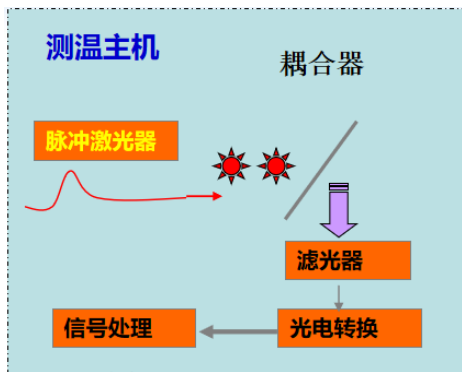 测温主机
耦合器
脉冲激光器
滤光器
信号处理
光电转换